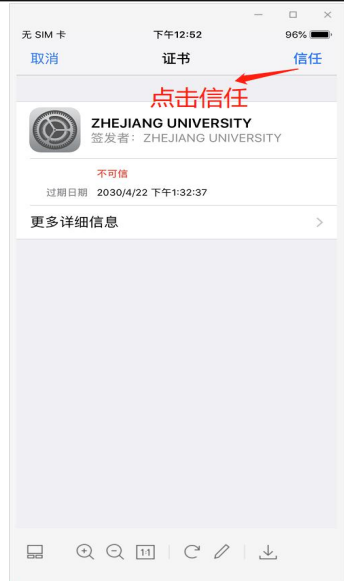 无 SIM 卡 下午12:52 96%
取消 证书 信任
点击信任
ZHEJIANG UNIVERSITY
签发者： ZHEJIANG UNIVERSITY
不可信
过期日期 2030/4/22 下午1:32:37
更多详细信息
1:1